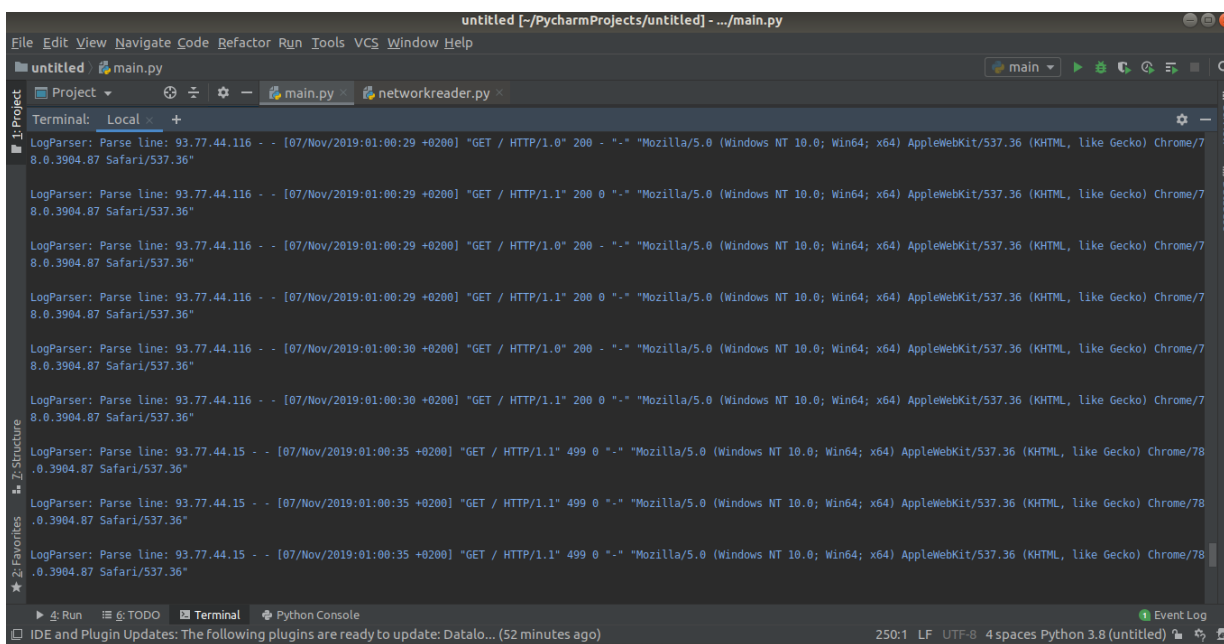 untitled [~/PycharmProjects/untitled] - .../main.py
File Edit View Navigate Code Refactor Run Tools VCS Window Help
untitled main.py main
1: Project
Project main.py networkreader.py
Terminal: Local +
LogParser: Parse line: 93.77.44.116 - - [07/Nov/2019:01:00:29 +0200] "GET / HTTP/1.0" 200 - "-" "Mozilla/5.0 (Windows NT 10.0; Win64; x64) AppleWebKit/537.36 (KHTML, like Gecko) Chrome/7
8.0.3904.87 Safari/537.36"
LogParser: Parse line: 93.77.44.116 - - [07/Nov/2019:01:00:29 +0200] "GET / HTTP/1.1" 200 0 "-" "Mozilla/5.0 (Windows NT 10.0; Win64; x64) AppleWebKit/537.36 (KHTML, like Gecko) Chrome/7
8.0.3904.87 Safari/537.36"
LogParser: Parse line: 93.77.44.116 - - [07/Nov/2019:01:00:29 +0200] "GET / HTTP/1.0" 200 - "-" "Mozilla/5.0 (Windows NT 10.0; Win64; x64) AppleWebKit/537.36 (KHTML, like Gecko) Chrome/7
8.0.3904.87 Safari/537.36"
LogParser: Parse line: 93.77.44.116 - - [07/Nov/2019:01:00:29 +0200] "GET / HTTP/1.1" 200 0 "-" "Mozilla/5.0 (Windows NT 10.0; Win64; x64) AppleWebKit/537.36 (KHTML, like Gecko) Chrome/7
8.0.3904.87 Safari/537.36"
LogParser: Parse line: 93.77.44.116 - - [07/Nov/2019:01:00:30 +0200] "GET / HTTP/1.0" 200 - "-" "Mozilla/5.0 (Windows NT 10.0; Win64; x64) AppleWebKit/537.36 (KHTML, like Gecko) Chrome/7
8.0.3904.87 Safari/537.36"
LogParser: Parse line: 93.77.44.116 - - [07/Nov/2019:01:00:30 +0200] "GET / HTTP/1.1" 200 0 "-" "Mozilla/5.0 (Windows NT 10.0; Win64; x64) AppleWebKit/537.36 (KHTML, like Gecko) Chrome/7
8.0.3904.87 Safari/537.36"
LogParser: Parse line: 93.77.44.15 - - [07/Nov/2019:01:00:35 +0200] "GET / HTTP/1.1" 499 0 "-" "Mozilla/5.0 (Windows NT 10.0; Win64; x64) AppleWebKit/537.36 (KHTML, like Gecko) Chrome/78
.0.3904.87 Safari/537.36"
LogParser: Parse line: 93.77.44.15 - - [07/Nov/2019:01:00:35 +0200] "GET / HTTP/1.1" 499 0 "-" "Mozilla/5.0 (Windows NT 10.0; Win64; x64) AppleWebKit/537.36 (KHTML, like Gecko) Chrome/78
.0.3904.87 Safari/537.36"
LogParser: Parse line: 93.77.44.15 - - [07/Nov/2019:01:00:35 +0200] "GET / HTTP/1.1" 499 0 "-" "Mozilla/5.0 (Windows NT 10.0; Win64; x64) AppleWebKit/537.36 (KHTML, like Gecko) Chrome/78
.0.3904.87 Safari/537.36"
7: Structure
2: Favorites
4: Run 6: TODO Terminal Python Console 1 Event Log
IDE and Plugin Updates: The following plugins are ready to update: Datalo... (52 minutes ago) 250:1 LF UTF-8 4 spaces Python 3.8 (untitled)